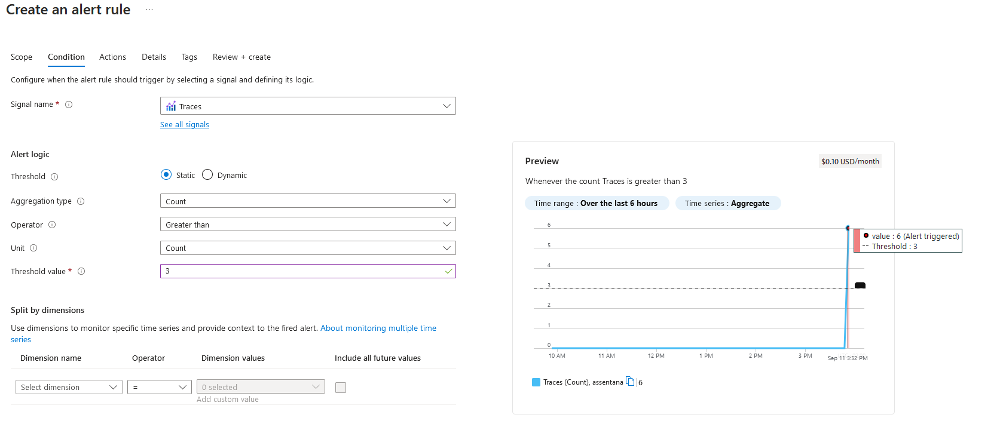 Create an alert rule ...
Scope Condition Actions Details Tags Review + create
Configure when the alert rule should trigger by selecting a signal and defining its logic.
Signal name *
Traces
See all signals
Alert logic
Threshold
Static Dynamic
Aggregation type
Count
Operator
Greater than
Unit
Count
Threshold value *
3
Split by dimensions
Use dimensions to monitor specific time series and provide context to the fired alert. About monitoring multiple time
series
Dimension name Operator Dimension values Include all future values
Select dimension = 0 selected
Add custom value
Preview $0.10 USD/month
Whenever the count Traces is greater than 3
Time range : Over the last 6 hours Time series : Aggregate
6
5
4
3
2
1
0
value : 6 (Alert triggered)
-- Threshold : 3
10 AM 11 AM 12 PM 1 PM 2 PM 3 PM Sep 11 3:52 PM
Traces (Count), assentana 6